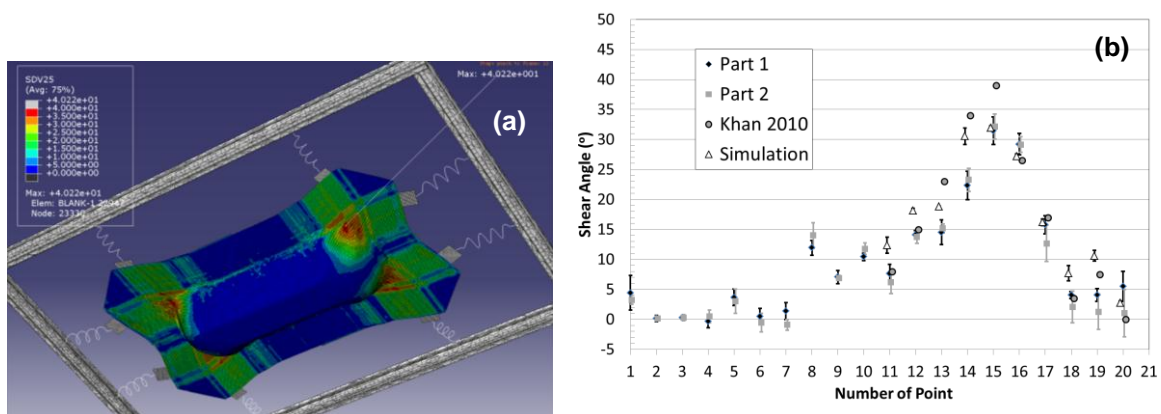 SDV25
(Avg: 75%)
+4.022e+01
+4.000e+01
+3.500e+01
+3.000e+01
+2.500e+01
+2.000e+01
+1.500e+01
+1.000e+01
+5.000e+00
+0.000e+00
Max: +4.022e+01
Node: 23330
Max: +4.022e+001
(a)
(b)
Shear Angle (°)
50
45
40
35
30
25
20
15
10
5
0
-5
Part 1
Part 2
Khan 2010
Simulation
1 2 3 4 5 6 7 8 9 10 11 12 13 14 15 16 17 18 19 20 21
Number of Point